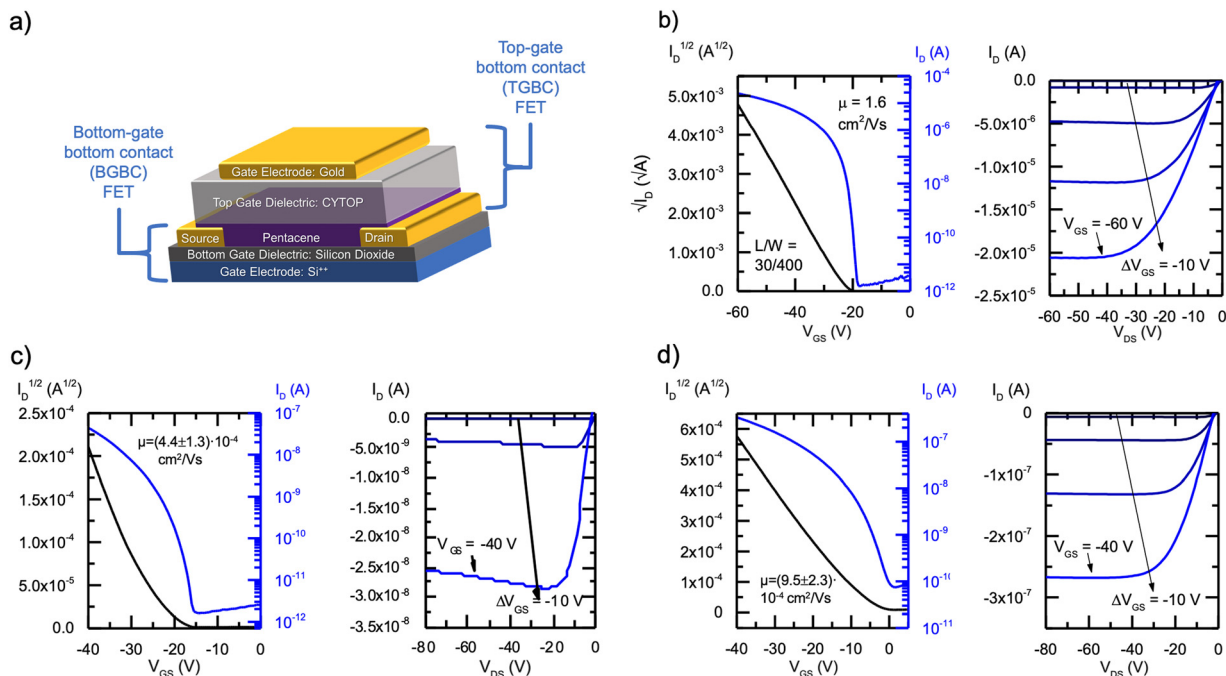 a)
Top-gate
bottom contact
(TGBC)
FET
Bottom-gate
bottom contact
(BGBC)
FET
Gate Electrode: Gold
Top Gate Dielectric: CYTOP
Source
Pentacene
Drain
Bottom Gate Dielectric: Silicon Dioxide
Gate Electrode: Si⁺⁺
b)
I_D^1/2 (A^1/2)
I_D (A)
5.0x10⁻³
4.0x10⁻³
3.0x10⁻³
2.0x10⁻³
1.0x10⁻³
0.0
√I_D (√A)
μ = 1.6
cm²/Vs
L/W =
30/400
10⁻⁴
10⁻⁶
10⁻⁸
10⁻¹⁰
10⁻¹²
-60 -40 -20 0
V_GS (V)
I_D (A)
0.0
-5.0x10⁻⁶
-1.0x10⁻⁵
-1.5x10⁻⁵
-2.0x10⁻⁵
-2.5x10⁻⁵
V_GS = -60 V
ΔV_GS = -10 V
-60 -50 -40 -30 -20 -10 0
V_DS (V)
c)
I_D^1/2 (A^1/2)
I_D (A)
2.5x10⁻⁴
2.0x10⁻⁴
1.5x10⁻⁴
1.0x10⁻⁴
5.0x10⁻⁵
0.0
μ=(4.4±1.3)·10⁻⁴
cm²/Vs
10⁻⁷
10⁻⁸
10⁻⁹
10⁻¹⁰
10⁻¹¹
10⁻¹²
-40 -30 -20 -10 0
V_GS (V)
I_D (A)
0.0
-5.0x10⁻⁹
-1.0x10⁻⁸
-1.5x10⁻⁸
-2.0x10⁻⁸
-2.5x10⁻⁸
-3.0x10⁻⁸
-3.5x10⁻⁸
V_GS = -40 V
ΔV_GS = -10 V
-80 -60 -40 -20 0
V_DS (V)
d)
I_D^1/2 (A^1/2)
I_D (A)
6x10⁻⁴
5x10⁻⁴
4x10⁻⁴
3x10⁻⁴
2x10⁻⁴
1x10⁻⁴
0
μ=(9.5±2.3)·
10⁻⁴ cm²/Vs
10⁻⁷
10⁻⁸
10⁻⁹
10⁻¹⁰
10⁻¹¹
-40 -30 -20 -10 0
V_GS (V)
I_D (A)
0
-1x10⁻⁷
-2x10⁻⁷
-3x10⁻⁷
V_GS = -40 V
ΔV_GS = -10 V
-80 -60 -40 -20 0
V_DS (V)